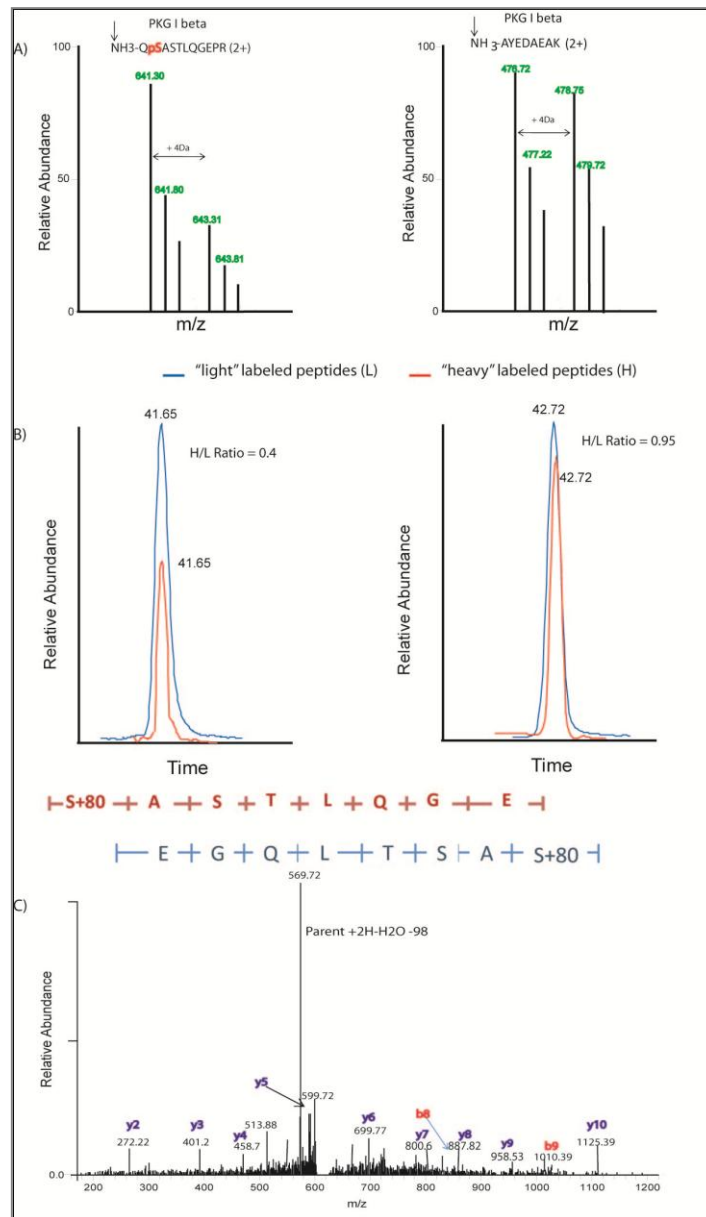 PKG I beta
NH3-QpSASTLQGEPR (2+)
A)
100
641.30
+ 4Da
50
641.80
643.31
643.81
0
Relative Abundance
m/z
PKG I beta
NH 3-AYEDAEAK (2+)
100
476.72
478.75
+ 4Da
477.22
479.72
50
0
Relative Abundance
m/z
"light" labeled peptides (L)
"heavy" labeled peptides (H)
B)
41.65
H/L Ratio = 0.4
41.65
Relative Abundance
Time
42.72
H/L Ratio = 0.95
42.72
Relative Abundance
Time
S+80 A S T L Q G E
E G Q L T S A S+80
C)
569.72
Parent +2H-H2O -98
Relative Abundance
y5
599.72
y2
272.22
y3
401.2
y4
458.7
513.88
y6
699.77
b8
y7
800.6
y8
887.82
y9
958.53
b9
1010.39
y10
1125.39
0.0
200 300 400 500 600 700 800 900 1000 1100 1200
m/z